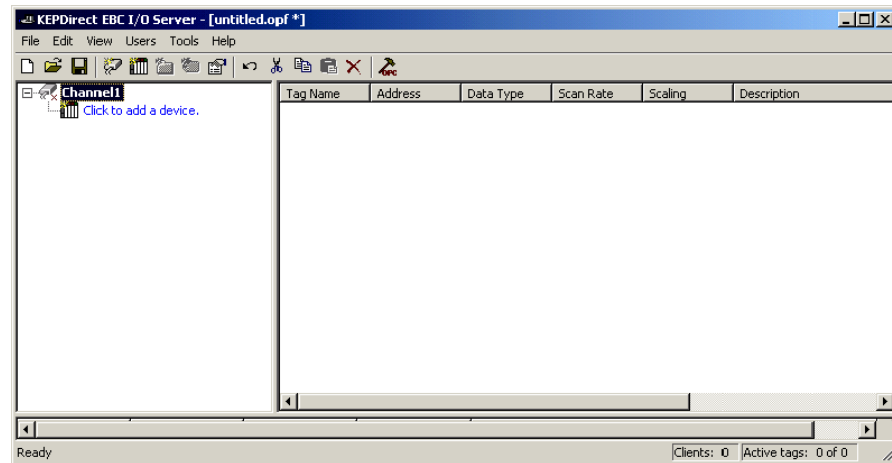 KEPDirect EBC I/O Server - [untitled.opf *]
File Edit View Users Tools Help
OPC
Channel1
Click to add a device.
Tag Name Address Data Type Scan Rate Scaling Description
Ready Clients: 0 Active tags: 0 of 0